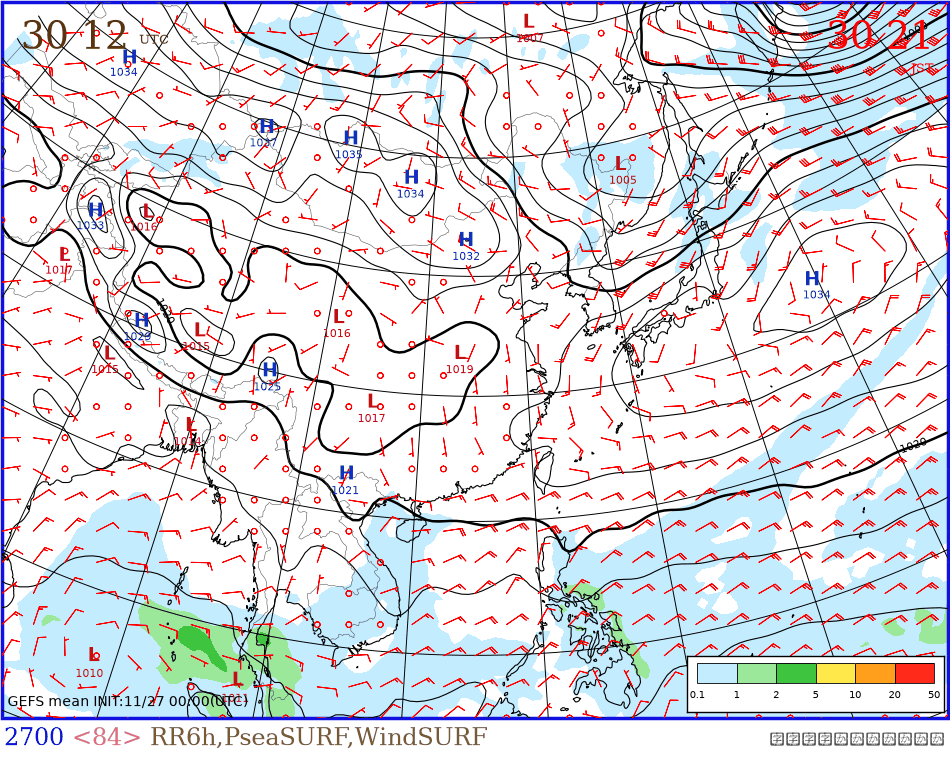 30 12 UTC
30 21 JST
L
1007
H
1034
H
1037
H
1035
H
1034
L
1005
H
1033
L
1016
H
1032
L
1017
H
1034
H
1029
L
1015
L
1016
L
1015
L
1019
H
1025
L
1017
L
1014
H
1021
1020
L
1010
L
1011
GEFS mean INIT:11/27 00:00(UTC)
0.1 1 2 5 10 20 50
2700 <84> RR6h,PseaSURF,WindSURF